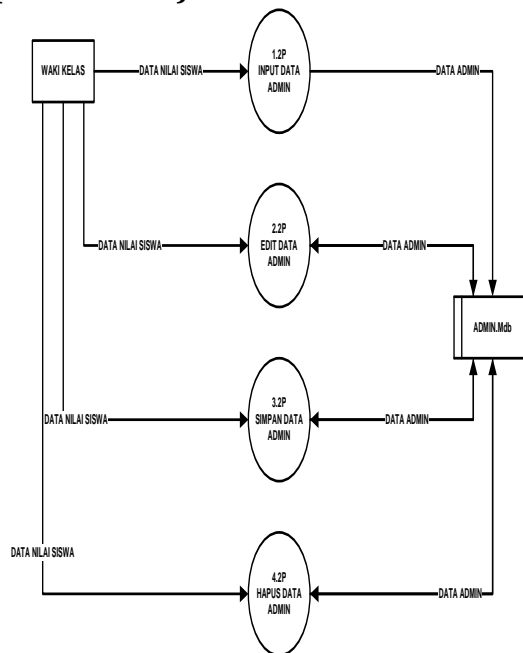 WAKI KELAS
DATA NILAI SISWA
1.2P
INPUT DATA
ADMIN
DATA ADMIN
2.2P
EDIT DATA
ADMIN
DATA NILAI SISWA
DATA ADMIN
ADMIN.Mdb
3.2P
SIMPAN DATA
ADMIN
DATA NILAI SISWA
DATA ADMIN
DATA NILAI SISWA
4.2P
HAPUS DATA
ADMIN
DATA ADMIN